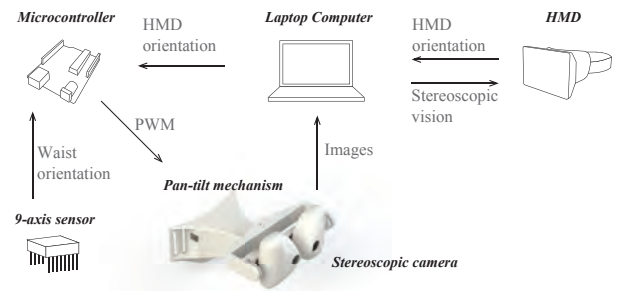 Microcontroller
Laptop Computer
HMD
HMD
orientation
HMD
orientation
Stereoscopic
vision
PWM
Waist
orientation
Images
Pan-tilt mechanism
9-axis sensor
Stereoscopic camera